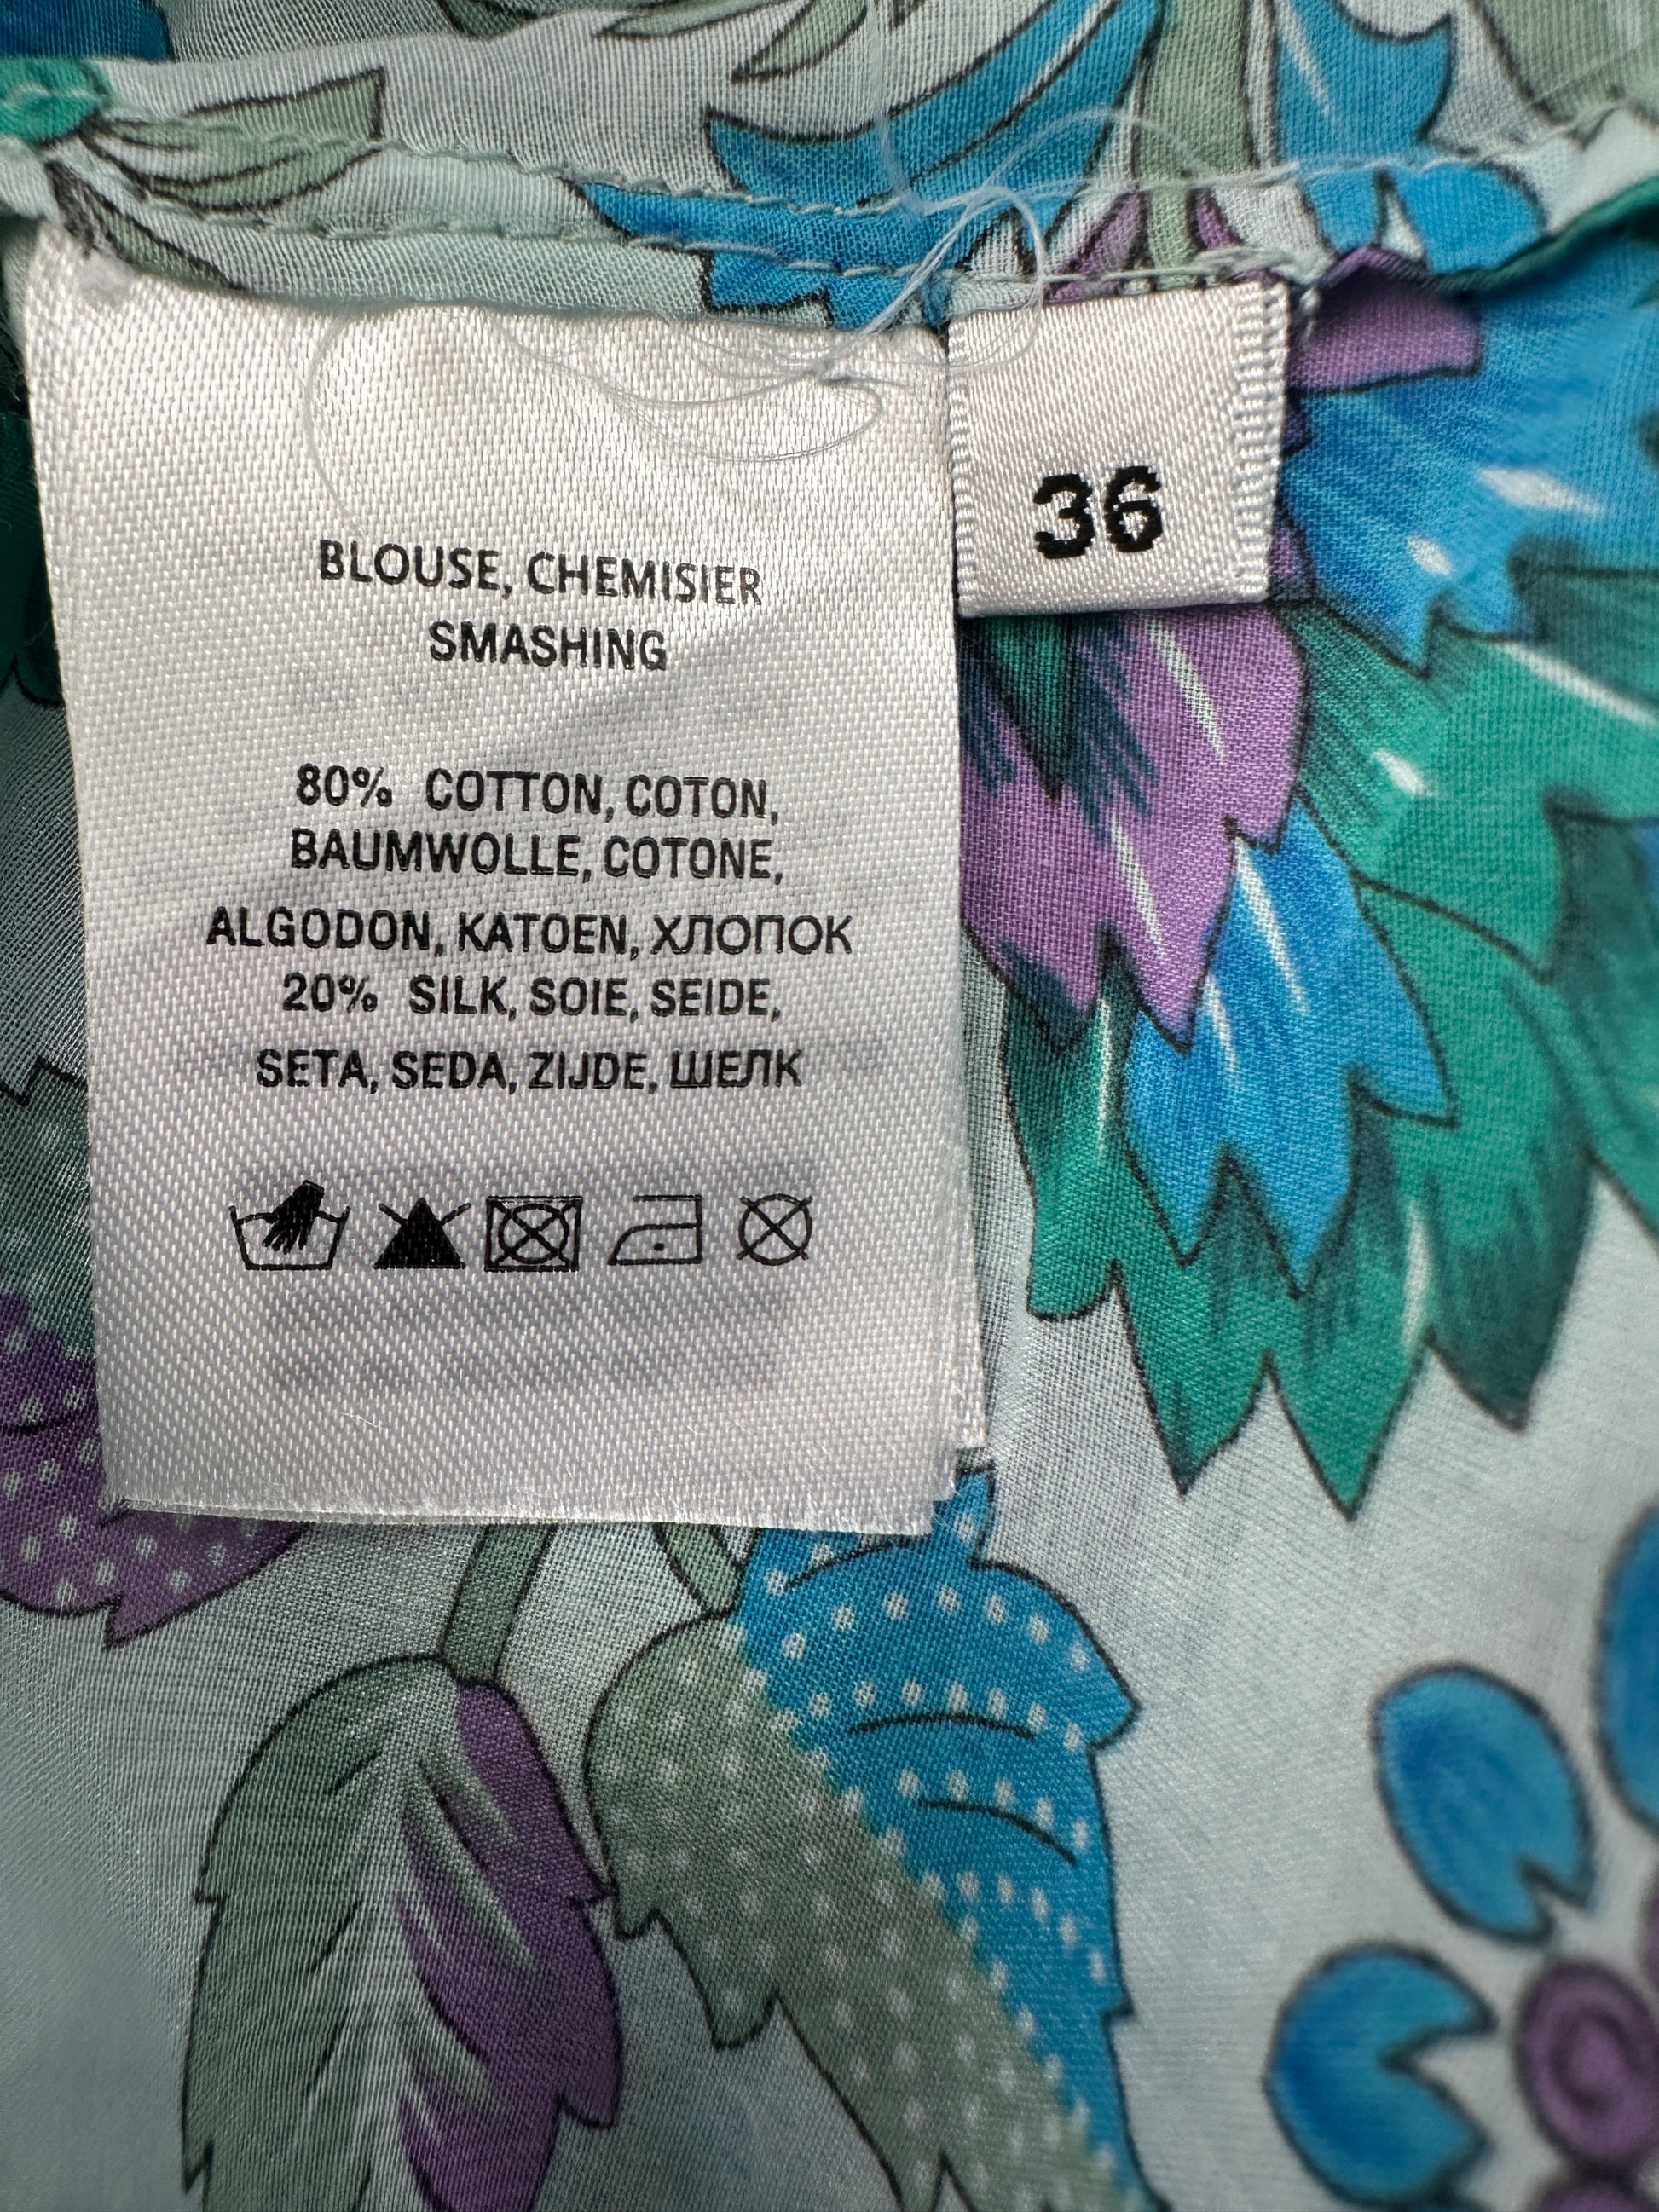 36
BLOUSE, CHEMISIER
SMASHING
80% COTTON, COTON,
BAUMWOLLE, COTONE,
ALGODON, KATOEN, ХЛОПОК
20% SILK, SOIE, SEIDE,
SETA, SEDA, ZIJDE, ШЕЛК